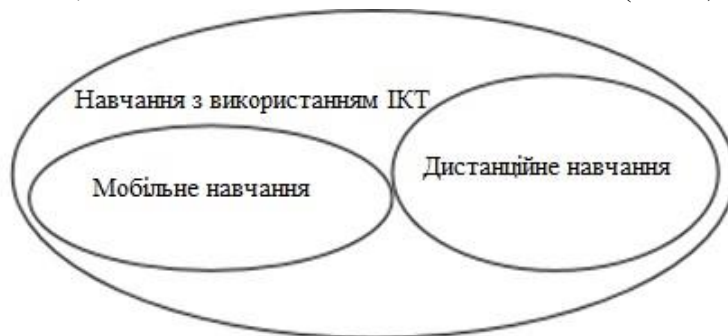 Навчання з використанням ІКТ
Дистанційне навчання
Мобільне навчання